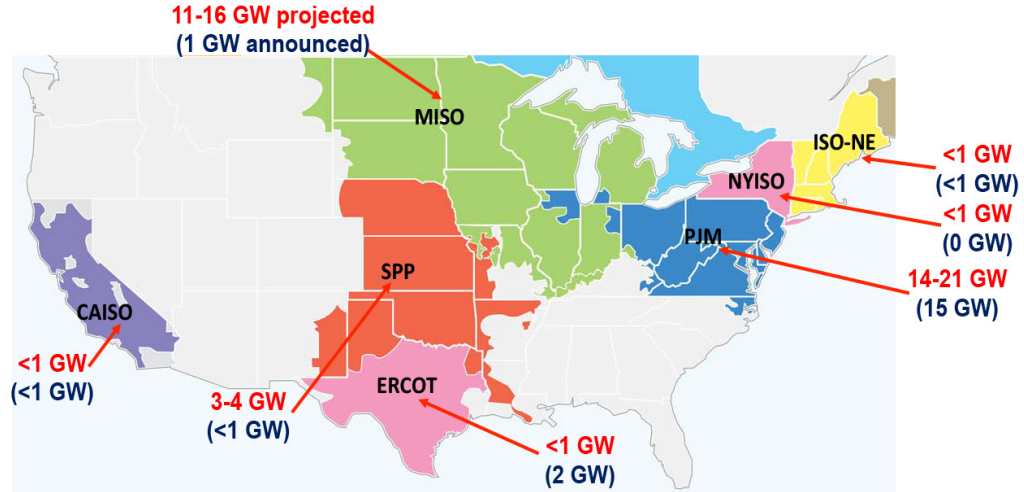 11-16 GW projected
(1 GW announced)
MISO
ISO-NE
<1 GW
(<1 GW)
NYISO
<1 GW
(0 GW)
PJM
14-21 GW
(15 GW)
SPP
CAISO
<1 GW
(<1 GW)
3-4 GW
(<1 GW)
ERCOT
<1 GW
(2 GW)